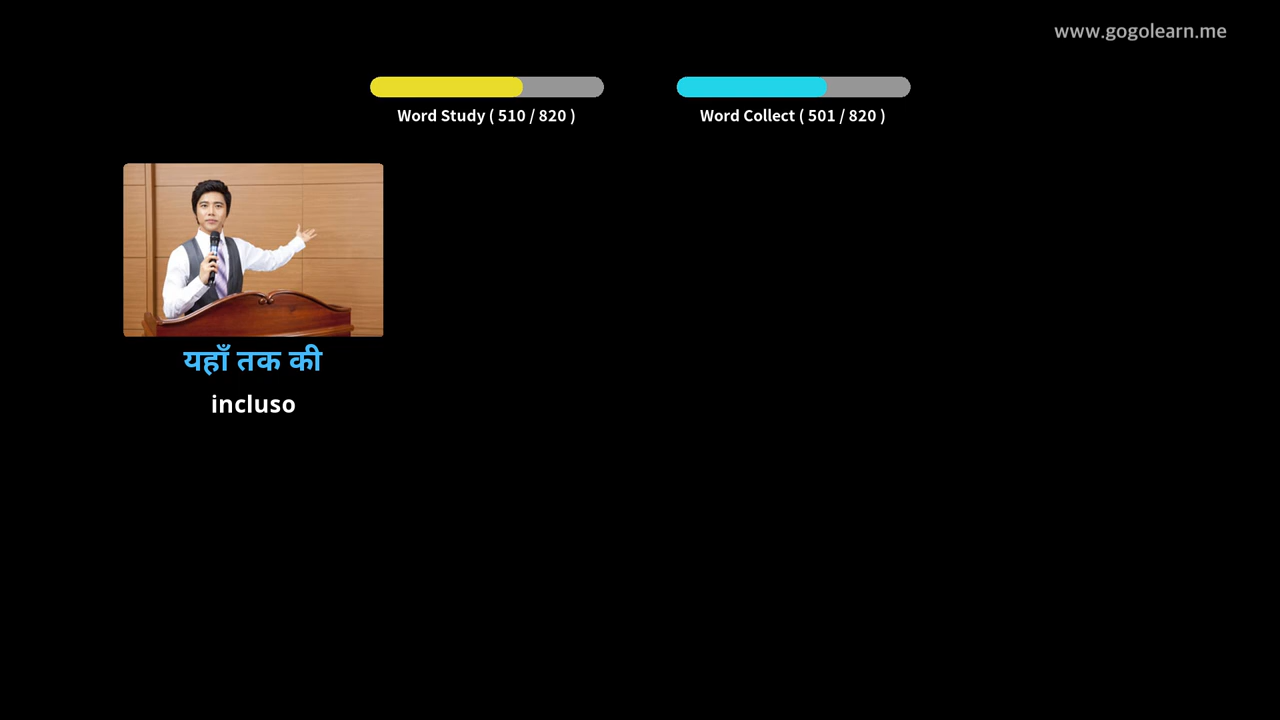 www.gogolearn.me
Word Study ( 510 / 820 )
Word Collect ( 501 / 820 )
यहाँ तक की
incluso